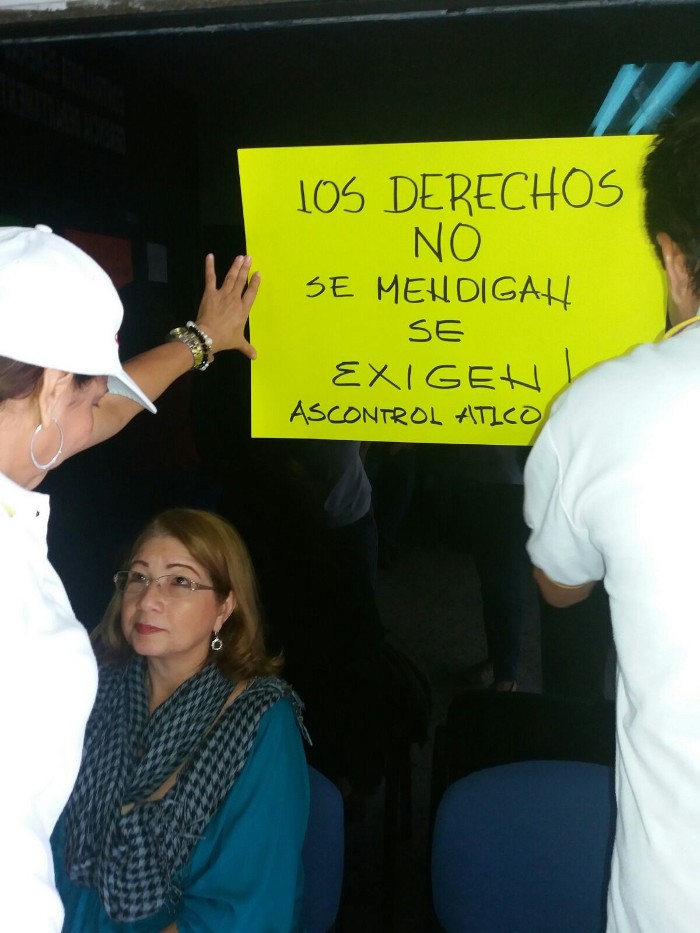 LOS DERECHOS
NO
SE MENDIGAN
SE
EXIGEN!
ASCONTROL ATICO